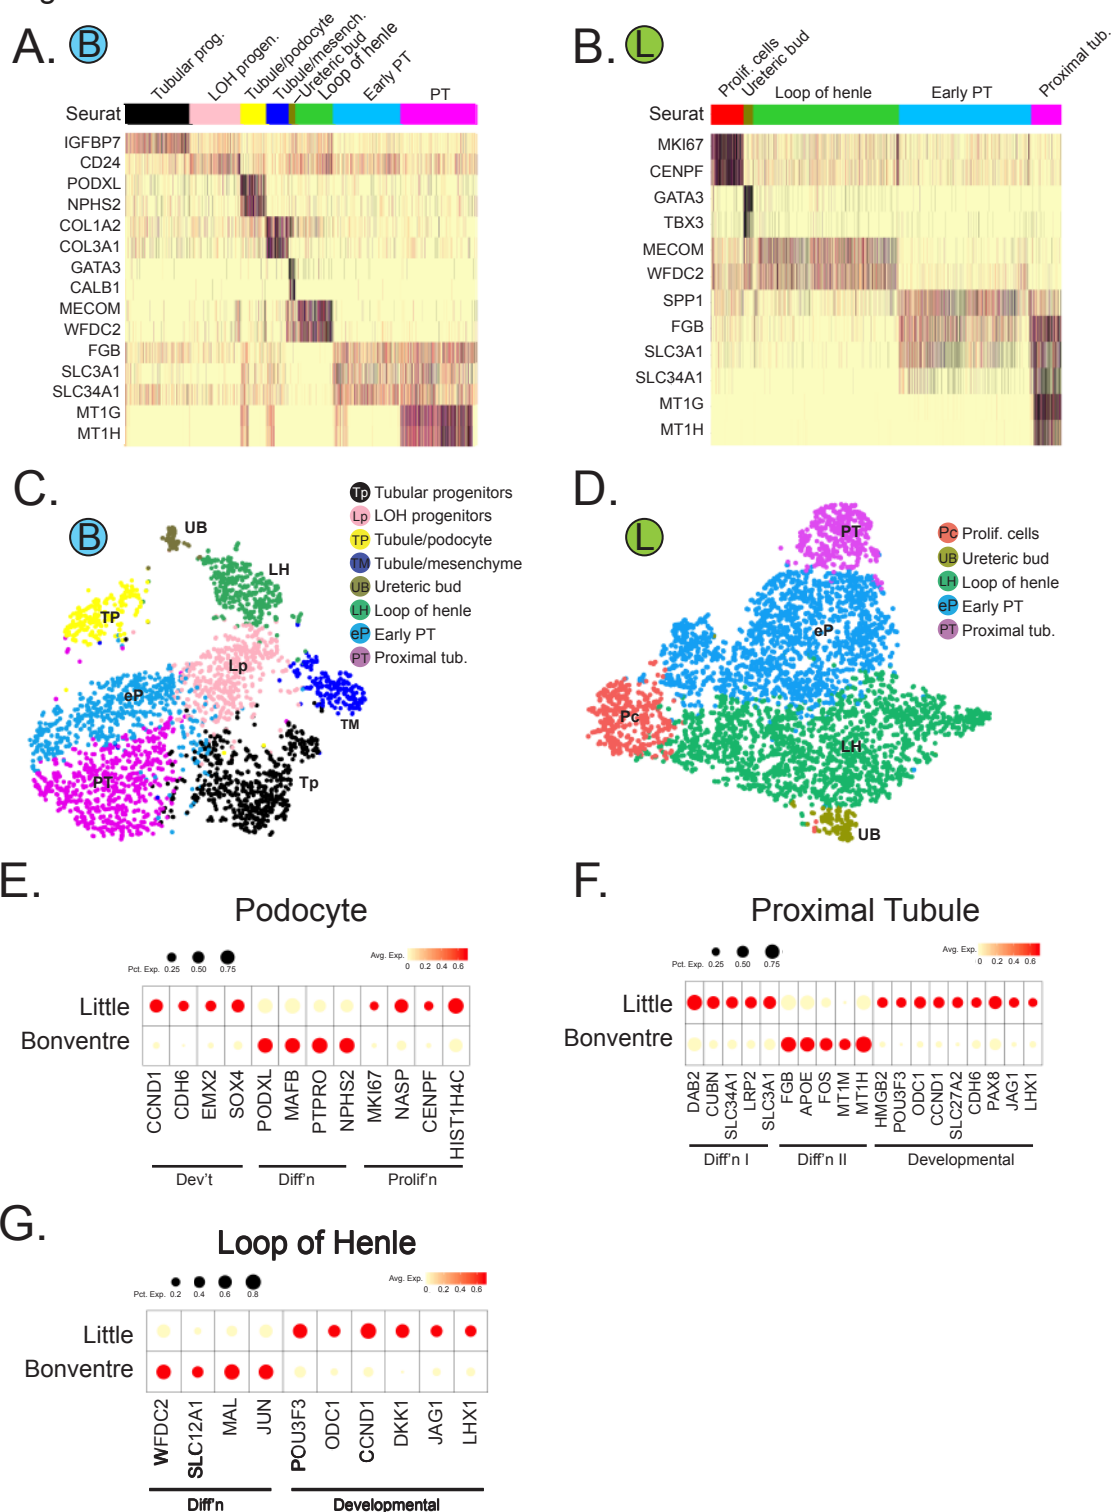 A.
B
Tubular prog.
LOH progen.
Tubule/podocyte
Tubule/mesench.
Ureteric bud
Loop of henle
Early PT
PT
Seurat
IGFBP7
CD24
PODXL
NPHS2
COL1A2
COL3A1
GATA3
CALB1
MECOM
WFDC2
FGB
SLC3A1
SLC34A1
MT1G
MT1H
B.
L
Prolif. cells
Ureteric bud
Loop of henle
Early PT
Proximal tub.
Seurat
MKI67
CENPF
GATA3
TBX3
MECOM
WFDC2
SPP1
FGB
SLC3A1
SLC34A1
MT1G
MT1H
C.
B
UB
LH
TP
Lp
eP
TM
PT
Tp
Tp Tubular progenitors
Lp LOH progenitors
TP Tubule/podocyte
TM Tubule/mesenchyme
UB Ureteric bud
LH Loop of henle
eP Early PT
PT Proximal tub.
D.
L
PT
eP
Pc
LH
UB
Pc Prolif. cells
UB Ureteric bud
LH Loop of henle
eP Early PT
PT Proximal tub.
E.
Podocyte
Pct. Exp. 0.25 0.50 0.75
Avg. Exp. 0 0.2 0.4 0.6
Little
Bonventre
CCND1 CDH6 EMX2 SOX4 PODXL MAFB PTPRO NPHS2 MKI67 NASP CENPF HIST1H4C
Dev't Diff'n Prolif'n
F.
Proximal Tubule
Pct. Exp. 0.25 0.50 0.75
Avg. Exp. 0 0.2 0.4 0.6
Little
Bonventre
DAB2 CUBN SLC34A1 LRP2 SLC3A1 FGB APOE FOS MT1M MT1H HMGB2 POU3F3 ODC1 CCND1 SLC27A2 CDH6 PAX8 JAG1 LHX1
Diff'n I Diff'n II Developmental
G.
Loop of Henle
Pct. Exp. 0.2 0.4 0.6 0.8
Avg. Exp. 0 0.2 0.4 0.6
Little
Bonventre
WFDC2 SLC12A1 MAL JUN POU3F3 ODC1 CCND1 DKK1 JAG1 LHX1
Diff'n Developmental